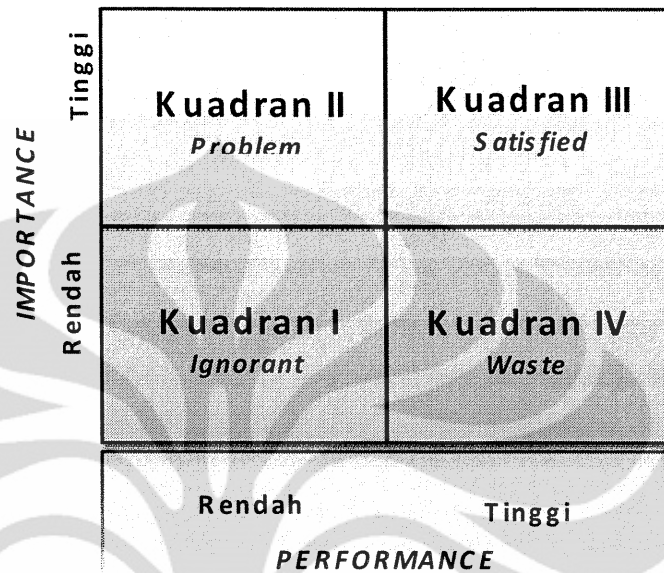 IMPORTANCE
Tinggi
Kuadran II
Problem
Kuadran III
Satisfied
Rendah
Kuadran I
Ignorant
Kuadran IV
Waste
Rendah
Tinggi
PERFORMANCE